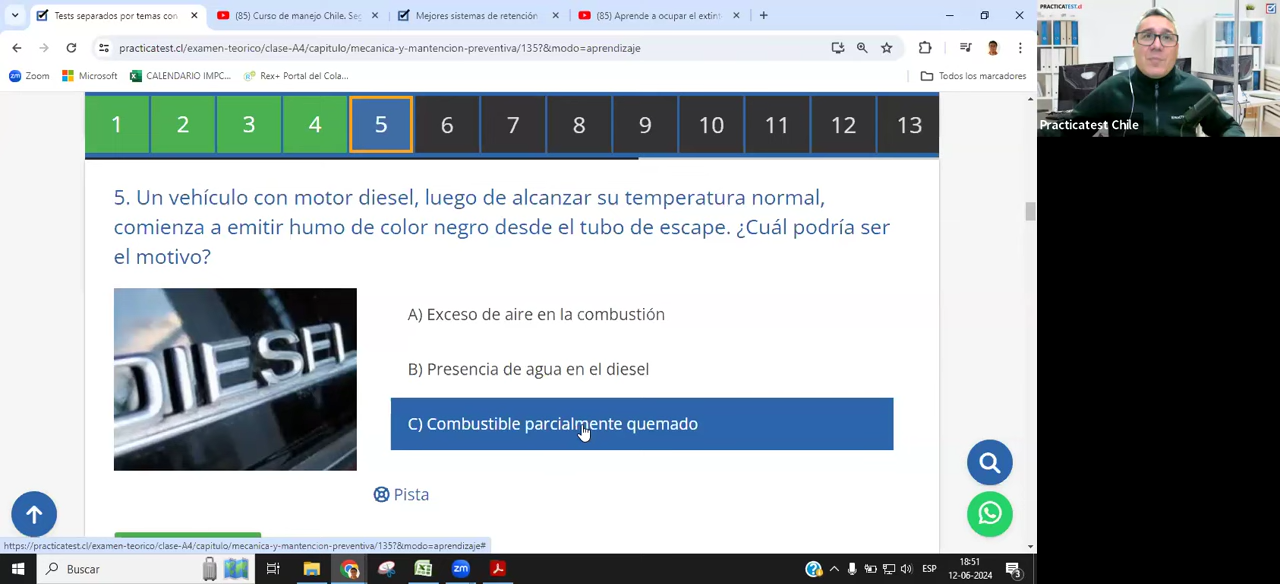 Tests separados por temas con
(85) Curso de manejo Chile. Se
Mejores sistemas de retención
(85) Aprende a ocupar el extint
practicatest.cl/examen-teorico/clase-A4/capitulo/mecanica-y-mantencion-preventiva/135?&modo=aprendizaje
Zoom
Microsoft
CALENDARIO IMPC...
Rex+ Portal del Cola...
Todos los marcadores
PRACTICATEST.cl
Practicatest Chile
1 2 3 4 5 6 7 8 9 10 11 12 13
5. Un vehículo con motor diesel, luego de alcanzar su temperatura normal,
comienza a emitir humo de color negro desde el tubo de escape. ¿Cuál podría ser
el motivo?
DIESEL
A) Exceso de aire en la combustión
B) Presencia de agua en el diesel
C) Combustible parcialmente quemado
Pista
https://practicatest.cl/examen-teorico/clase-A4/capitulo/mecanica-y-mantencion-preventiva/135?&modo=aprendizaje#
Buscar
zm
ESP
18:51
12-06-2024
3